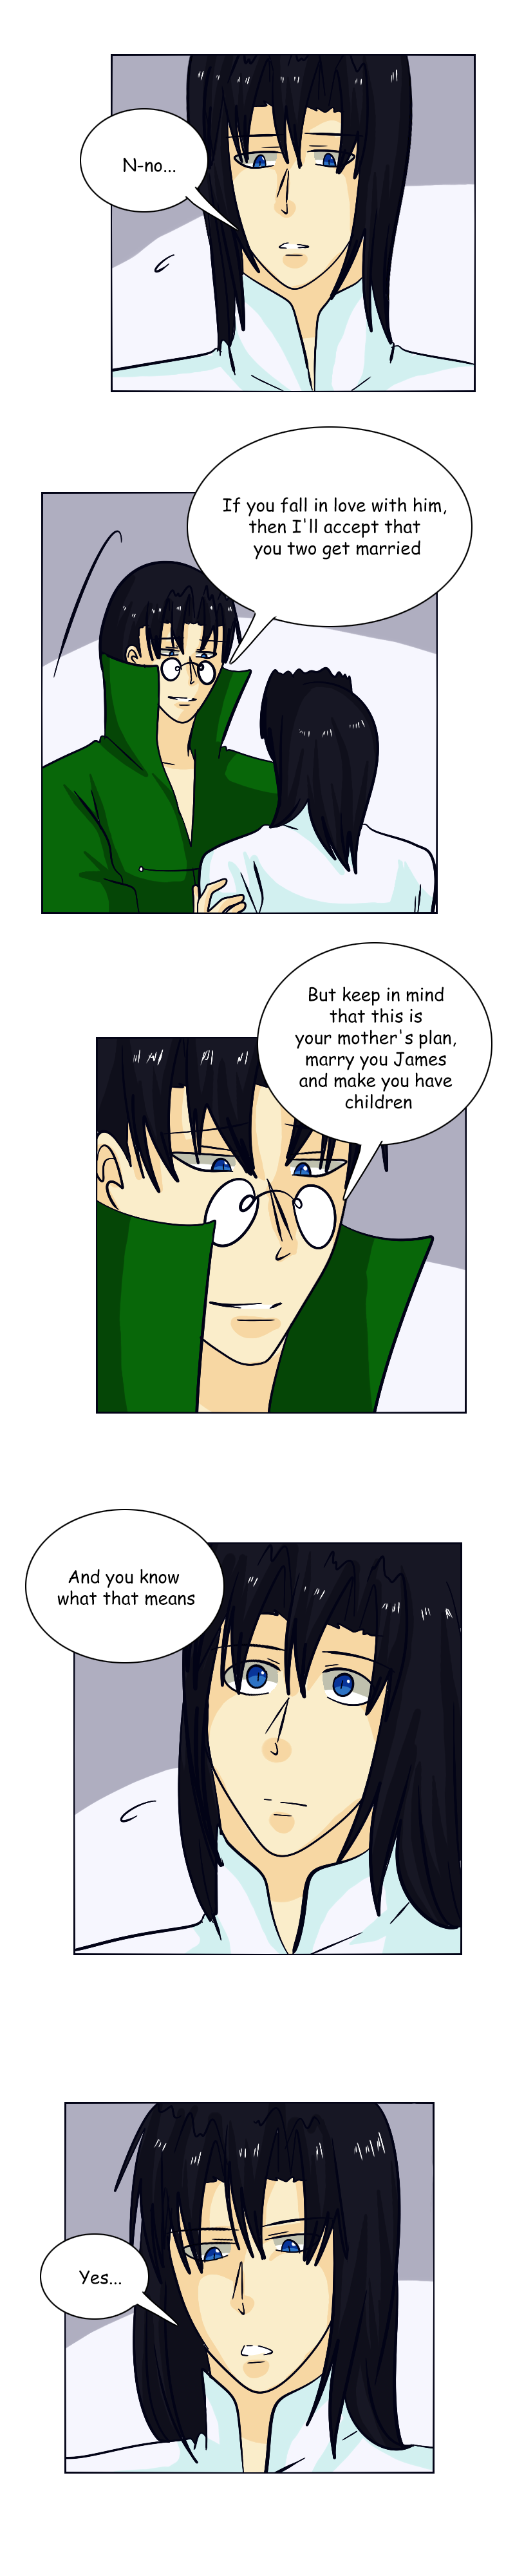 N-no...
If you fall in love with him,
then I'll accept that
you two get married
But keep in mind
that this is
your mother's plan,
marry you James
and make you have
children
And you know
what that means
Yes...